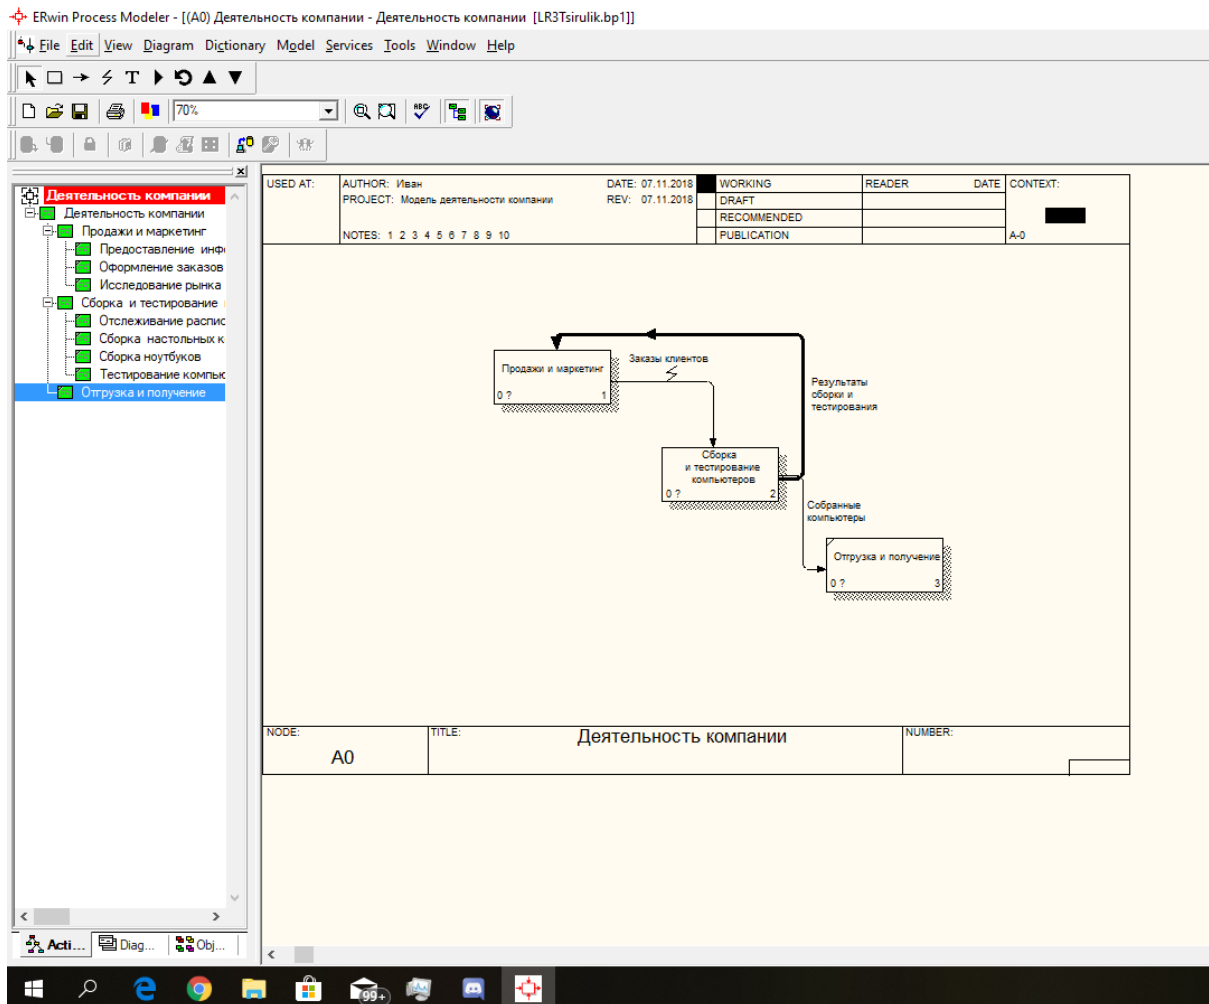 ERwin Process Modeler - [(A0) Деятельность компании - Деятельность компании [LR3Tsirulik.bp1]]
File Edit View Diagram Dictionary Model Services Tools Window Help
T
70%
ABC
Деятельность компании
Деятельность компании
Продажи и маркетинг
Предоставление инф
Оформление заказов
Исследование рынка
Сборка и тестирование
Отслеживание распис
Сборка настольных к
Сборка ноутбуков
Тестирование компью
Отгрузка и получение
Acti... Diag... Obj...
USED AT: AUTHOR: Иван DATE: 07.11.2018 WORKING READER DATE CONTEXT:
PROJECT: Модель деятельности компании REV: 07.11.2018 DRAFT
RECOMMENDED
NOTES: 1 2 3 4 5 6 7 8 9 10 PUBLICATION A-0
Продажи и маркетинг
0 ? 1
Заказы клиентов
Результаты
сборки и
тестирования
Сборка
и тестирование
компьютеров
0 ? 2
Собранные
компьютеры
Отгрузка и получение
0 ? 3
NODE: TITLE: NUMBER:
A0 Деятельность компании
99+